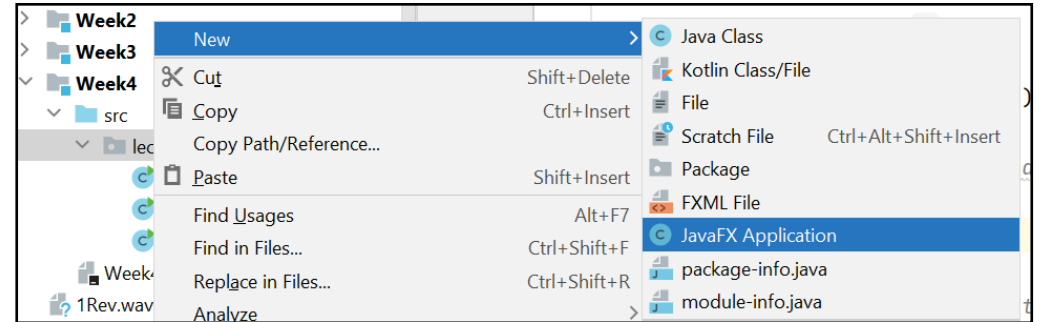 Week2
Week3
Week4
src
lec
Week4
1Rev.wav
New
Cut Shift+Delete
Copy Ctrl+Insert
Copy Path/Reference...
Paste Shift+Insert
Find Usages Alt+F7
Find in Files... Ctrl+Shift+F
Replace in Files... Ctrl+Shift+R
Analyze
Java Class
Kotlin Class/File
File
Scratch File Ctrl+Alt+Shift+Insert
Package
FXML File
JavaFX Application
package-info.java
module-info.java